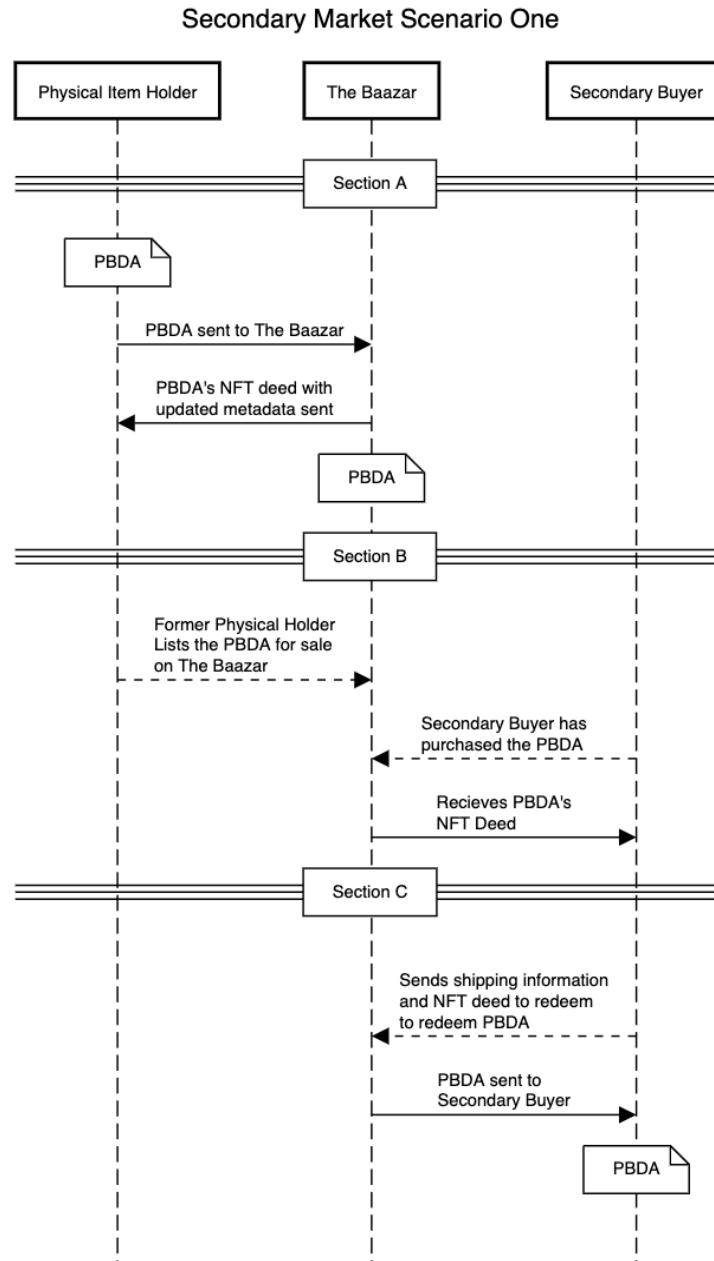 Secondary Market Scenario One
Physical Item Holder
The Baazar
Secondary Buyer
Section A
PBDA
PBDA sent to The Baazar
PBDA's NFT deed with
updated metadata sent
PBDA
Section B
Former Physical Holder
Lists the PBDA for sale
on The Baazar
Secondary Buyer has
purchased the PBDA
Recieves PBDA's
NFT Deed
Section C
Sends shipping information
and NFT deed to redeem
to redeem PBDA
PBDA sent to
Secondary Buyer
PBDA